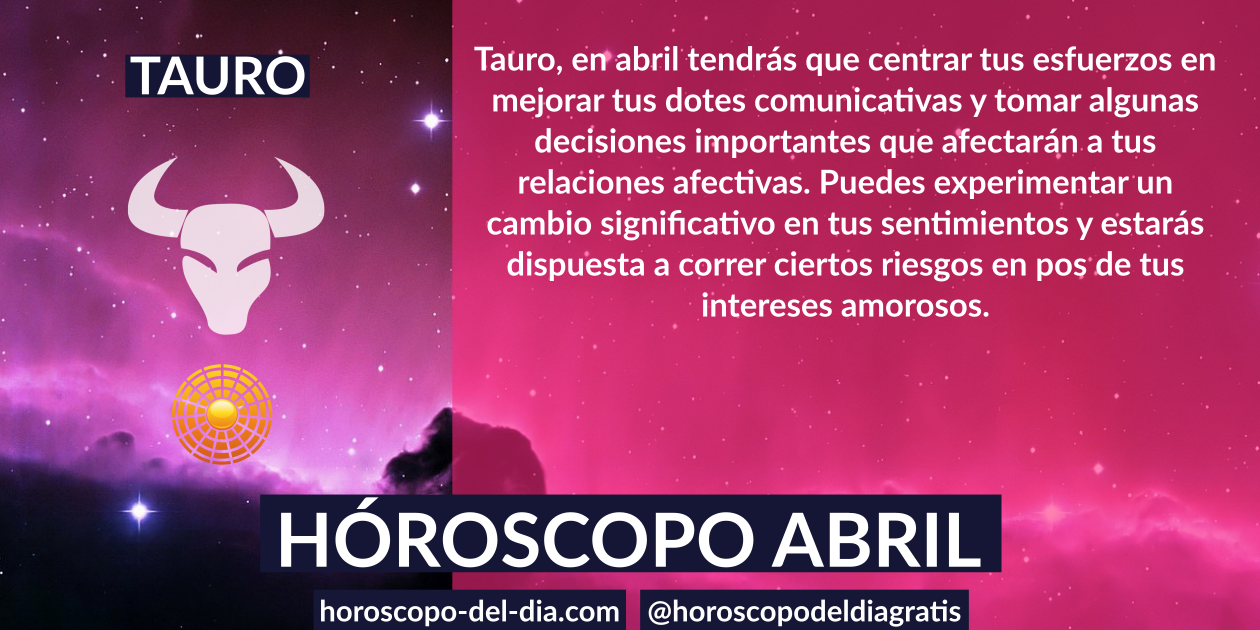 TAURO
Tauro, en abril tendrás que centrar tus esfuerzos en
mejorar tus dotes comunicativas y tomar algunas
decisiones importantes que afectarán a tus
relaciones afectivas. Puedes experimentar un
cambio significativo en tus sentimientos y estarás
dispuesta a correr ciertos riesgos en pos de tus
intereses amorosos.
HÓROSCOPO ABRIL
horoscopo-del-dia.com
@horoscopodeldiagratis